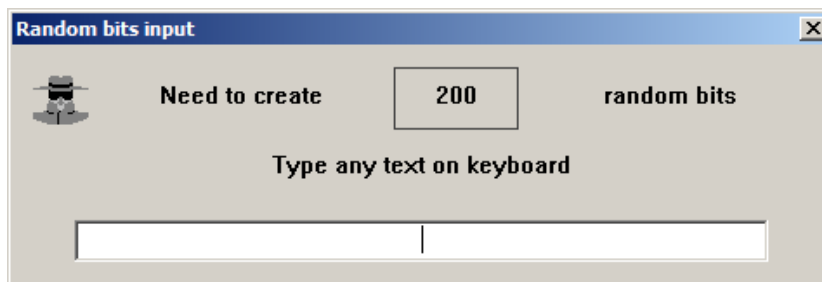 Random bits input
Need to create 200 random bits
Type any text on keyboard